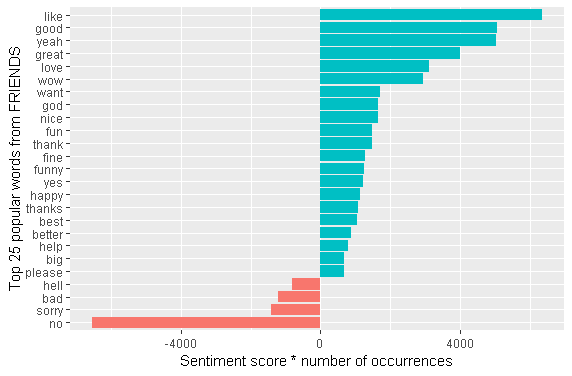 Top 25 popular words from FRIENDS
like
good
yeah
great
love
wow
want
god
nice
fun
thank
fine
funny
yes
happy
thanks
best
better
help
big
please
hell
bad
sorry
no
-4000 0 4000
Sentiment score * number of occurrences